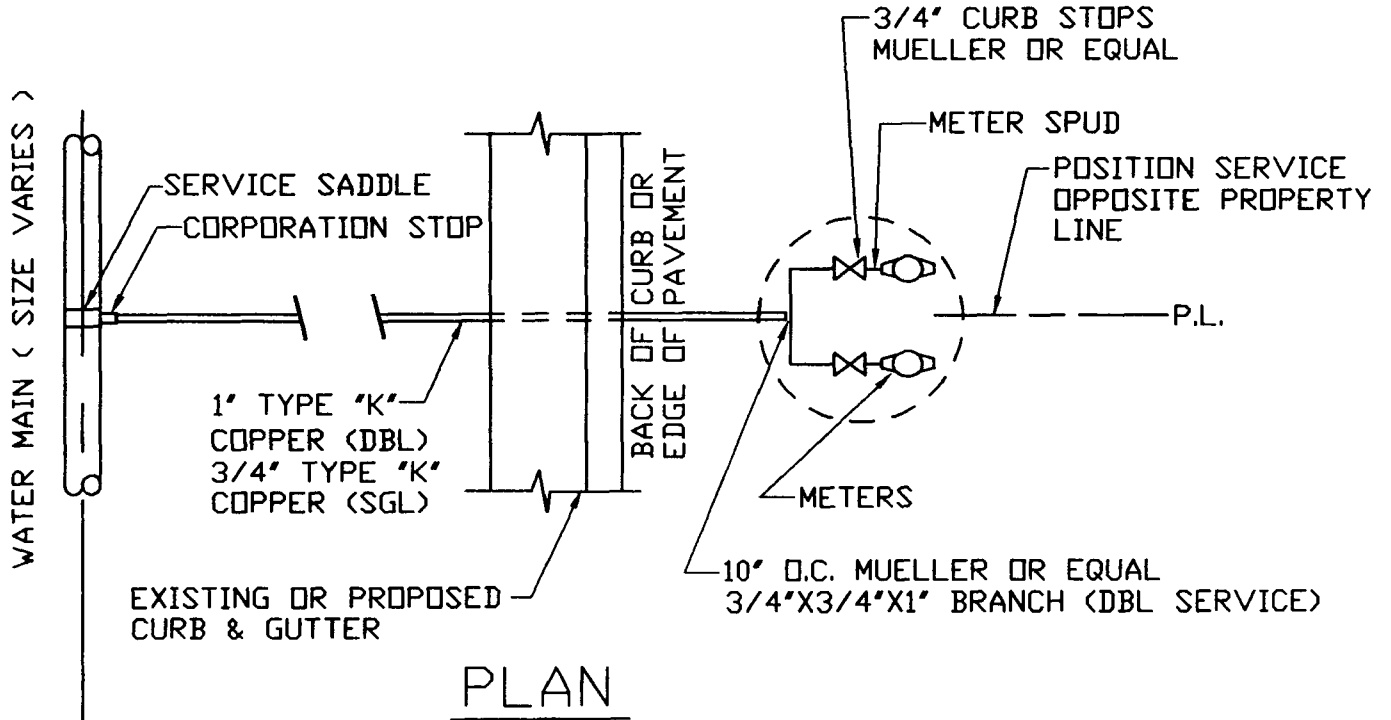 3/4" CURB STOPS
MUELLER OR EQUAL
METER SPUD
POSITION SERVICE
OPPOSITE PROPERTY
LINE
WATER MAIN ( SIZE VARIES )
SERVICE SADDLE
CORPORATION STOP
BACK OF CURB OR
EDGE OF PAVEMENT
P.L.
1" TYPE "K"
COPPER (DBL)
3/4" TYPE "K"
COPPER (SGL)
METERS
10" O.C. MUELLER OR EQUAL
3/4"X3/4"X1" BRANCH (DBL SERVICE)
EXISTING OR PROPOSED
CURB & GUTTER
PLAN